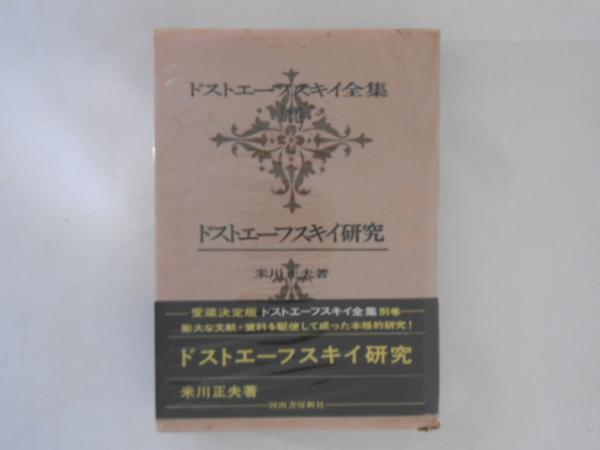 ドストエーフスキイ全集
別巻
ドストエーフスキイ研究
米川正夫著
愛蔵決定版 ドストエーフスキイ全集 別巻
膨大な文献・資料を駆使して成った本格的研究！
ドストエーフスキイ研究
米川正夫著
河出書房新社